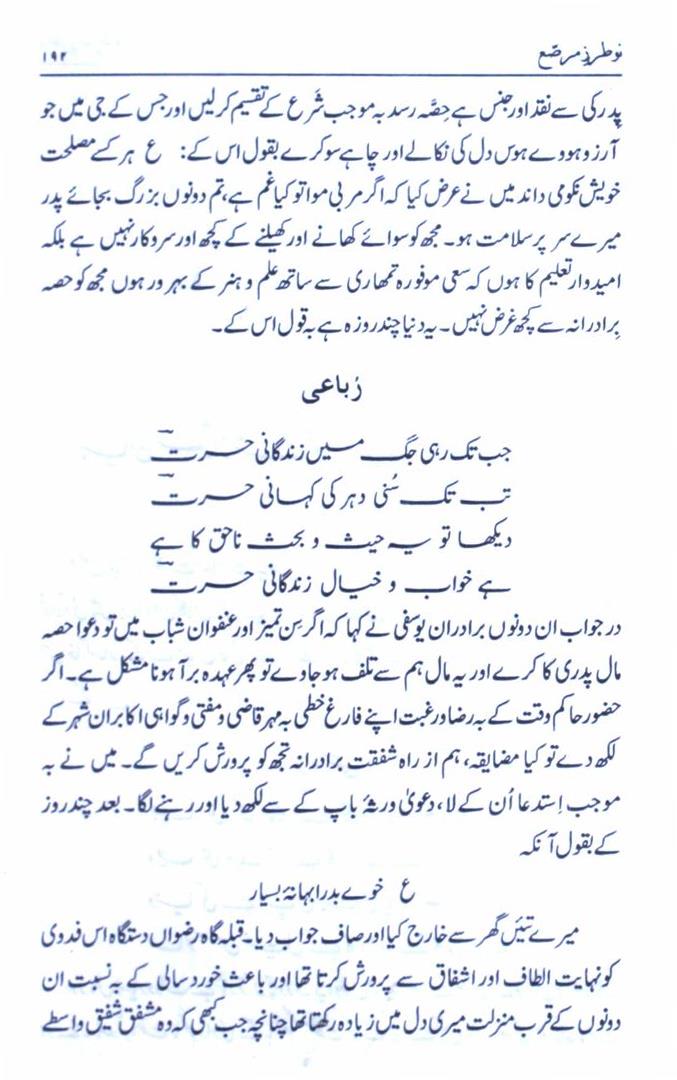 نوطرزِ مرصّع ۱۹۲
پدر کی سے نقد اور جنس ہے حِصَّہ رسد بہ موجب شَرع کے تقسیم کر لیں اور جس کے جی میں جو
آرزو ہووے ہوس دل کی نکالے اور چاہے سو کرے بقول اس کے: ع ہر کسے مصلحت
خویش نکومی داند میں نے عرض کیا کہ اگر مربی موا تو کیا غم ہے، تم دونوں بزرگ بجائے پدر
میرے سر پر سلامت ہو۔ مجھ کو سوائے کھانے اور کھیلنے کے کچھ اور سروکار نہیں ہے بلکہ
امیدوار تعلیم کا ہوں کہ سعی موفورہ تمھاری سے ساتھ علم و ہنر کے بہرور ہوں مجھ کو حصہ
برادرانہ سے کچھ غرض نہیں۔ یہ دنیا چند روزہ ہے بہ قول اس کے۔
رُباعی
جب تک رہی جگ میں زندگانی حسرتؔ
تب تک سُنی دہر کی کہانی حسرتؔ
دیکھا تو یہ حیث و بحث ناحق کا ہے
ہے خواب و خیال زندگانی حسرتؔ
در جواب ان دونوں برادران یوسفی نے کہا کہ اگر سن تمیز اور عنفوان شباب میں تو دعوا حصہ
مال پدری کا کرے اور یہ مال ہم سے تلف ہو جاوے تو پھر عہدہ برآ ہونا مشکل ہے۔ اگر
حضور حاکم وقت کے بہ رضا و رغبت اپنے فارغ خطی بہ مہر قاضی و مفتی و گواہی اکابران شہر کے
لکھ دے تو کیا مضایقہ، ہم از راہ شفقت برادرانہ تجھ کو پرورش کریں گے۔ میں نے بہ
موجب اِستدعا اُن کے لا، دعویٰ ورثۂ باپ کے سے لکھ دیا اور رہنے لگا۔ بعد چند روز
کے بقول آنکہ
ع خوے بدرا بہانۂ بسیار
میرے تئیں گھر سے خارج کیا اور صاف جواب دیا۔ قبلہ گاہ رضواں دستگاہ اس فدوی
کو نہایت الطاف اور اشفاق سے پرورش کرتا تھا اور باعث خورد سالی کے بہ نسبت ان
دونوں کے قرب منزلت میری دل میں زیادہ رکھتا تھا چنانچہ جب کبھی کہ وہ مشفق شفیق واسطے